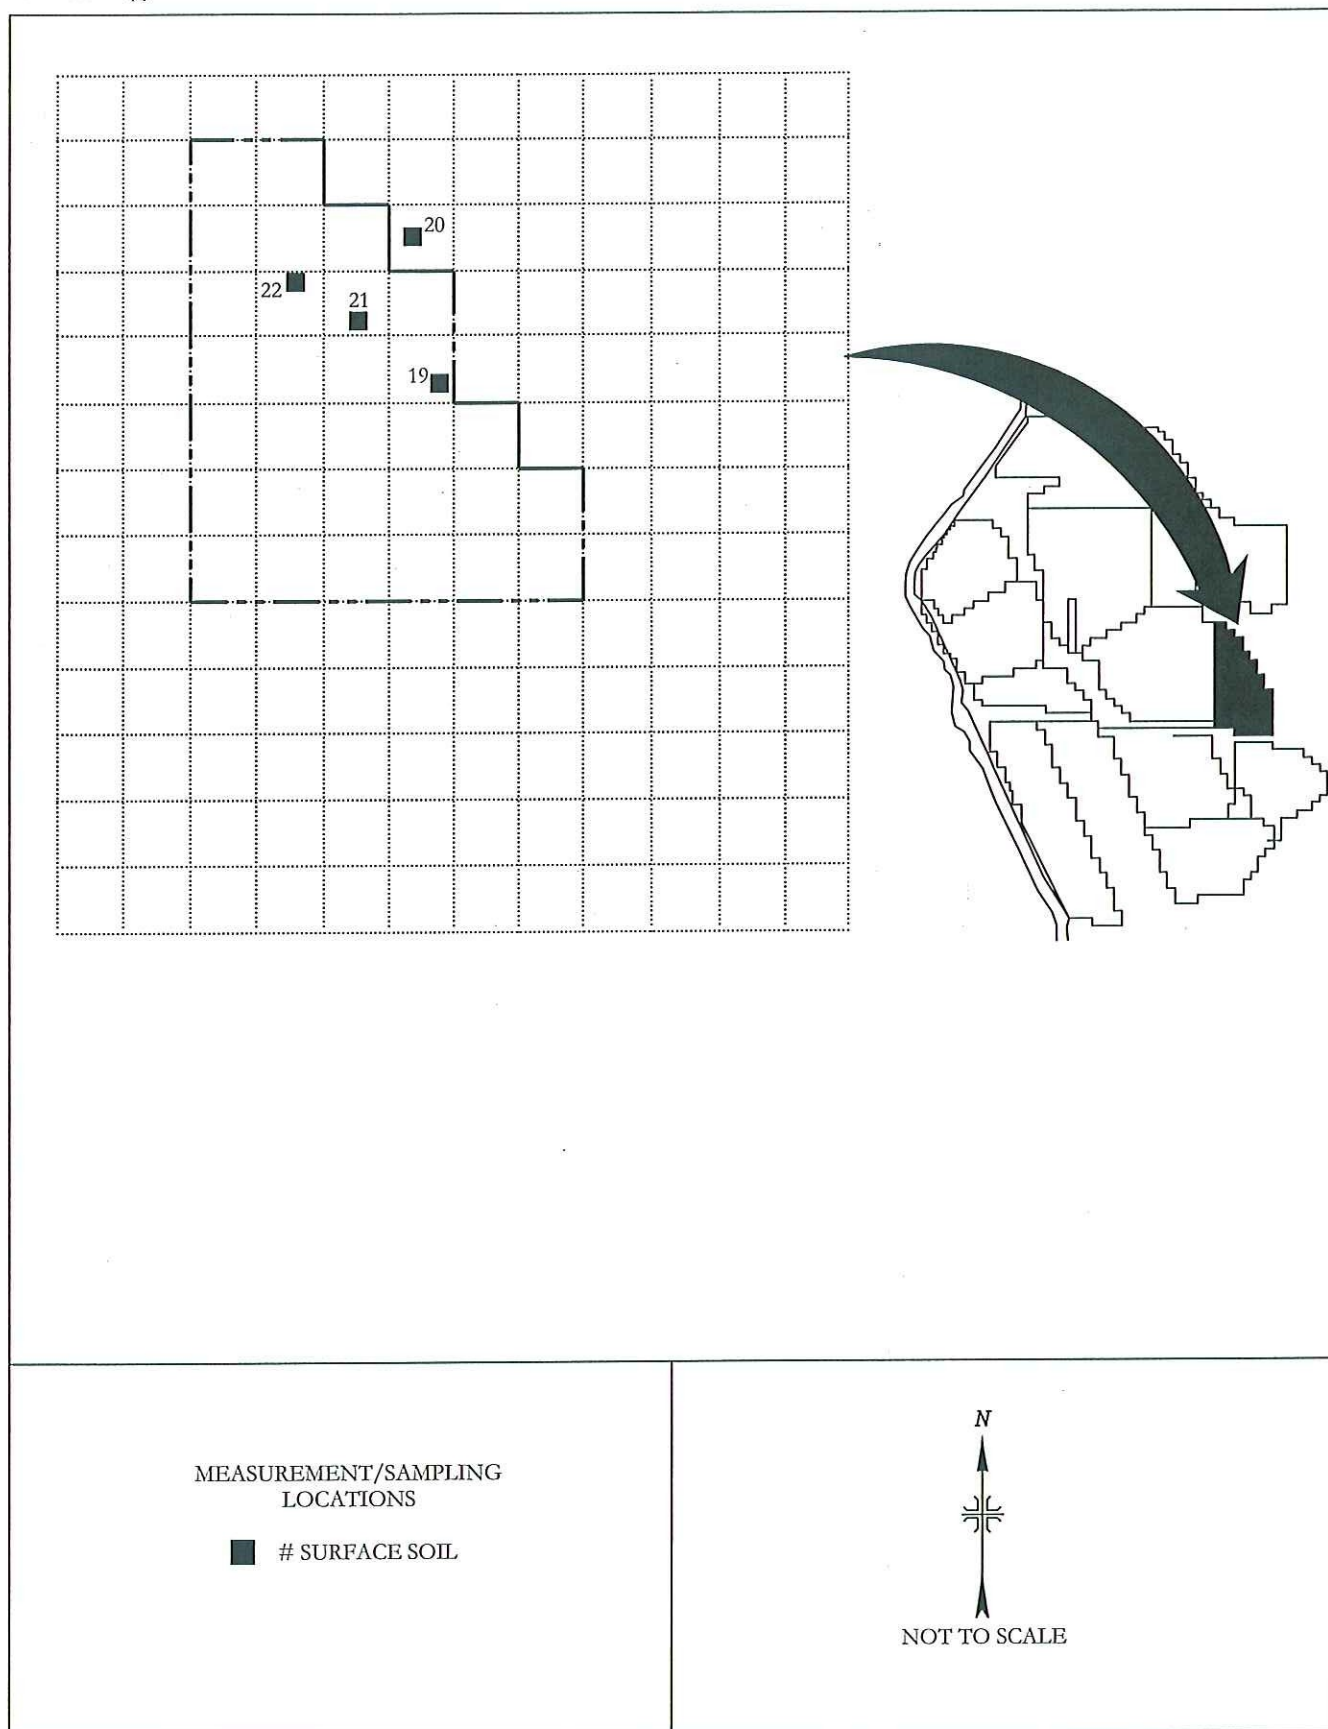 20
22
21
19
MEASUREMENT/SAMPLING
LOCATIONS
# SURFACE SOIL
N
NOT TO SCALE